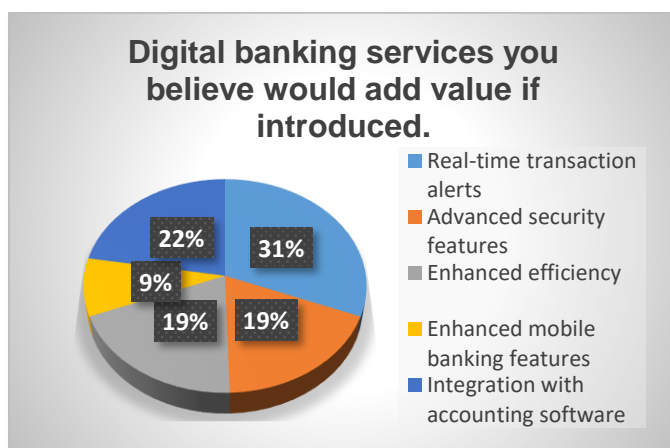 Digital banking services you
believe would add value if
introduced.
Real-time transaction
alerts
Advanced security
features
Enhanced efficiency
Enhanced mobile
banking features
Integration with
accounting software
22%
31%
9%
19%
19%